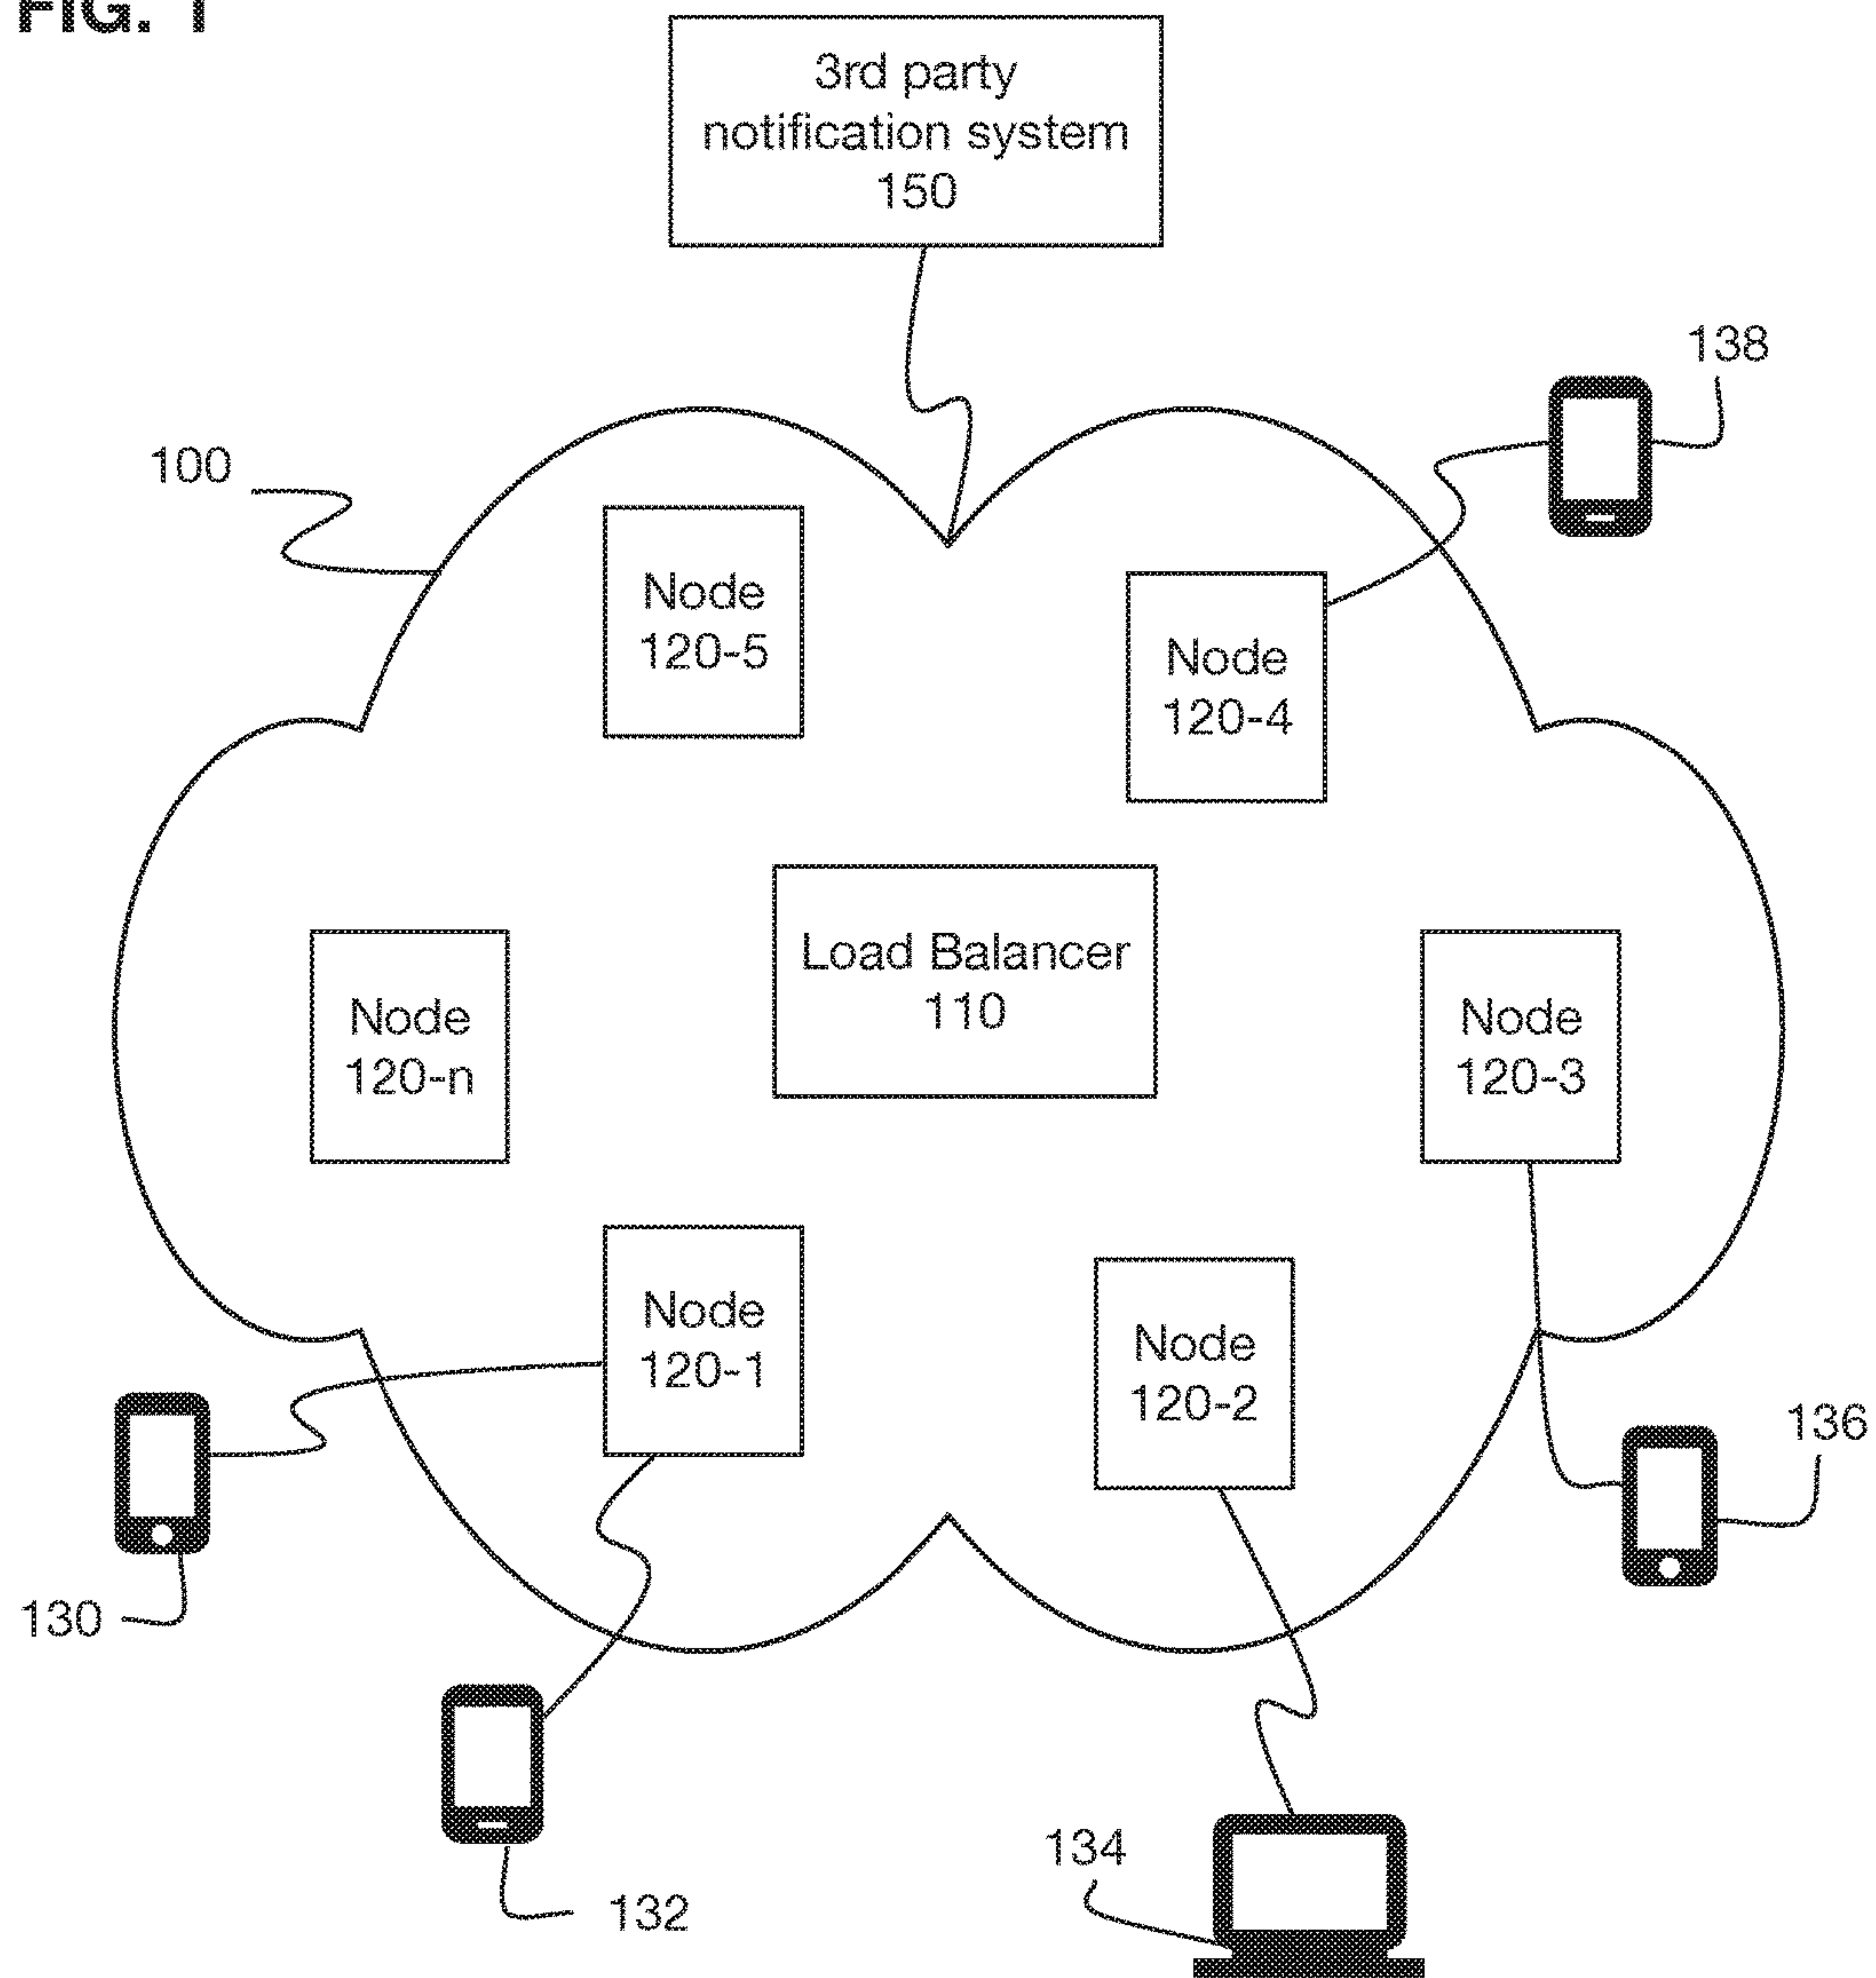 FIG. 1
3rd party
notification system
150
138
100
Node
120-5
Node
120-4
Load Balancer
110
Node
120-n
Node
120-3
Node
120-1
Node
120-2
136
130
134
132